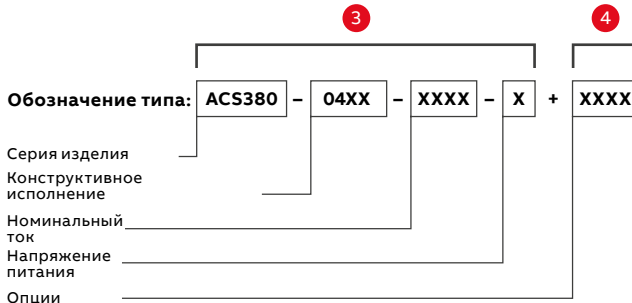 3 4
Обозначение типа: ACS380 – 04XX – XXXX – X + XXXX
Серия изделия
Конструктивное
исполнение
Номинальный
ток
Напряжение
питания
Опции